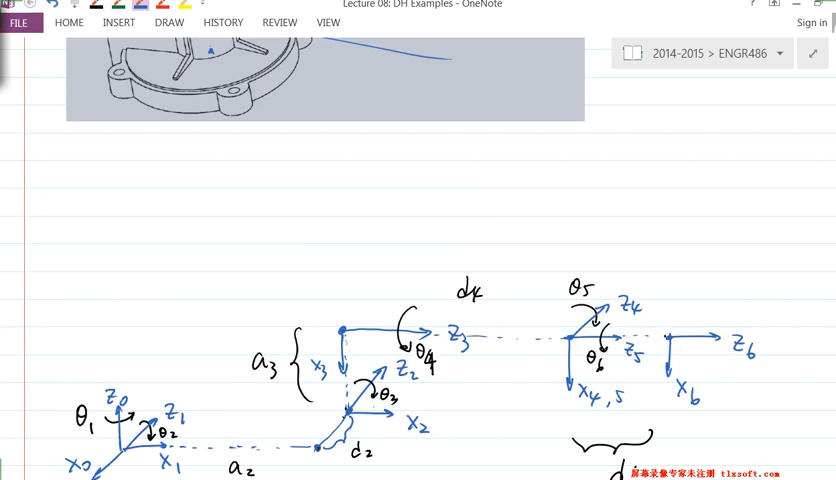 Lecture 08: DH Examples - OneNote
FILE HOME INSERT DRAW HISTORY REVIEW VIEW
Sign in
2014-2015 > ENGR486
A
d4
θ5
Z4
Z3
θ4
θ6
Z5
Z6
a3
X3
Z2
θ3
X4,5
X6
Z0
θ1
Z1
θ2
X2
d2
X0
X1
a2
屏幕录像专家未注册 tlxsoft.com